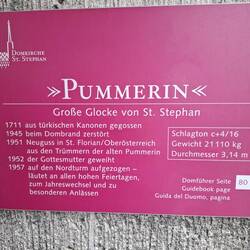 DOMKIRCHE
ST. STEPHAN
»PUMMERIN«
Große Glocke von St. Stephan
1711 aus türkischen Kanonen gegossen
1945 beim Dombrand zerstört
1951 Neuguss in St. Florian/Oberösterreich
aus den Trümmern der alten Pummerin
1952 der Gottesmutter geweiht
1957 auf den Nordturm aufgezogen –
läutet an allen hohen Feiertagen,
zum Jahreswechsel und zu
besonderen Anlässen
Schlagton c+4/16
Gewicht 21110 kg
Durchmesser 3,14 m
Domführer Seite
Guidebook page
Guida del Duomo, pagina
80